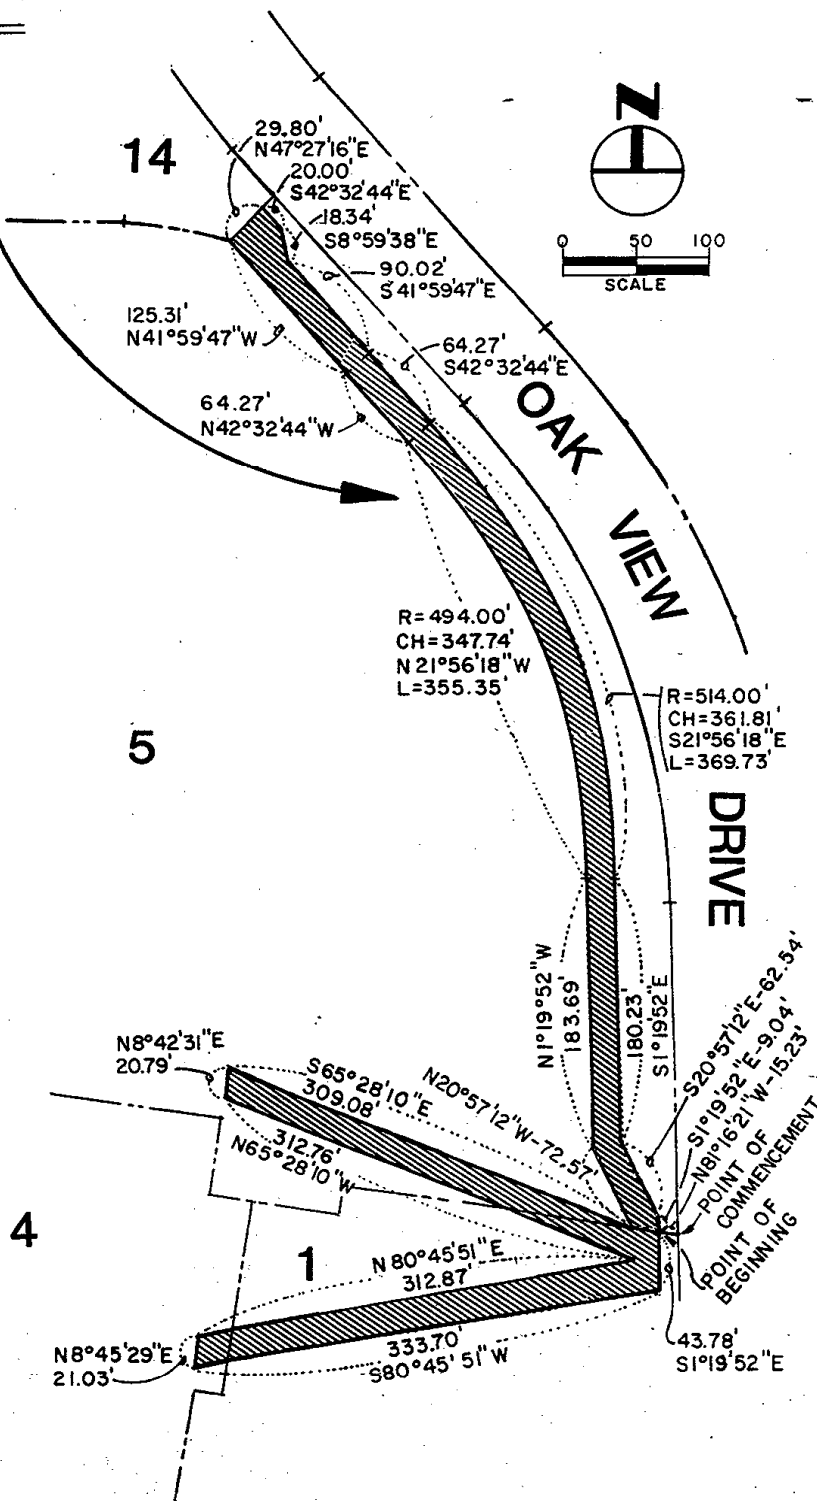 14
29.80'
N47°27'16"E
20.00'
S42°32'44"E
18.34'
S8°59'38"E
90.02'
S41°59'47"E
N
0 50 100
SCALE
125.31'
N41°59'47"W
64.27'
S42°32'44"E
64.27'
N42°32'44"W
OAK
VIEW
DRIVE
R=494.00'
CH=347.74'
N21°56'18"W
L=355.35'
R=514.00'
CH=361.81'
S21°56'18"E
L=369.73'
5
N1°19'52"W
183.69'
180.23'
S1°19'52"E
S20°57'12"E-62.54'
S1°19'52"E-9.04'
N81°16'21"W-15.23'
POINT OF
COMMENCEMENT
POINT OF
BEGINNING
N8°42'31"E
20.79'
S65°28'10"E
309.08'
N20°57'12"W-72.57'
312.76'
N65°28'10"W
4
1
N80°45'51"E
312.87'
333.70'
S80°45'51"W
N8°45'29"E
21.03'
43.78'
S1°19'52"E